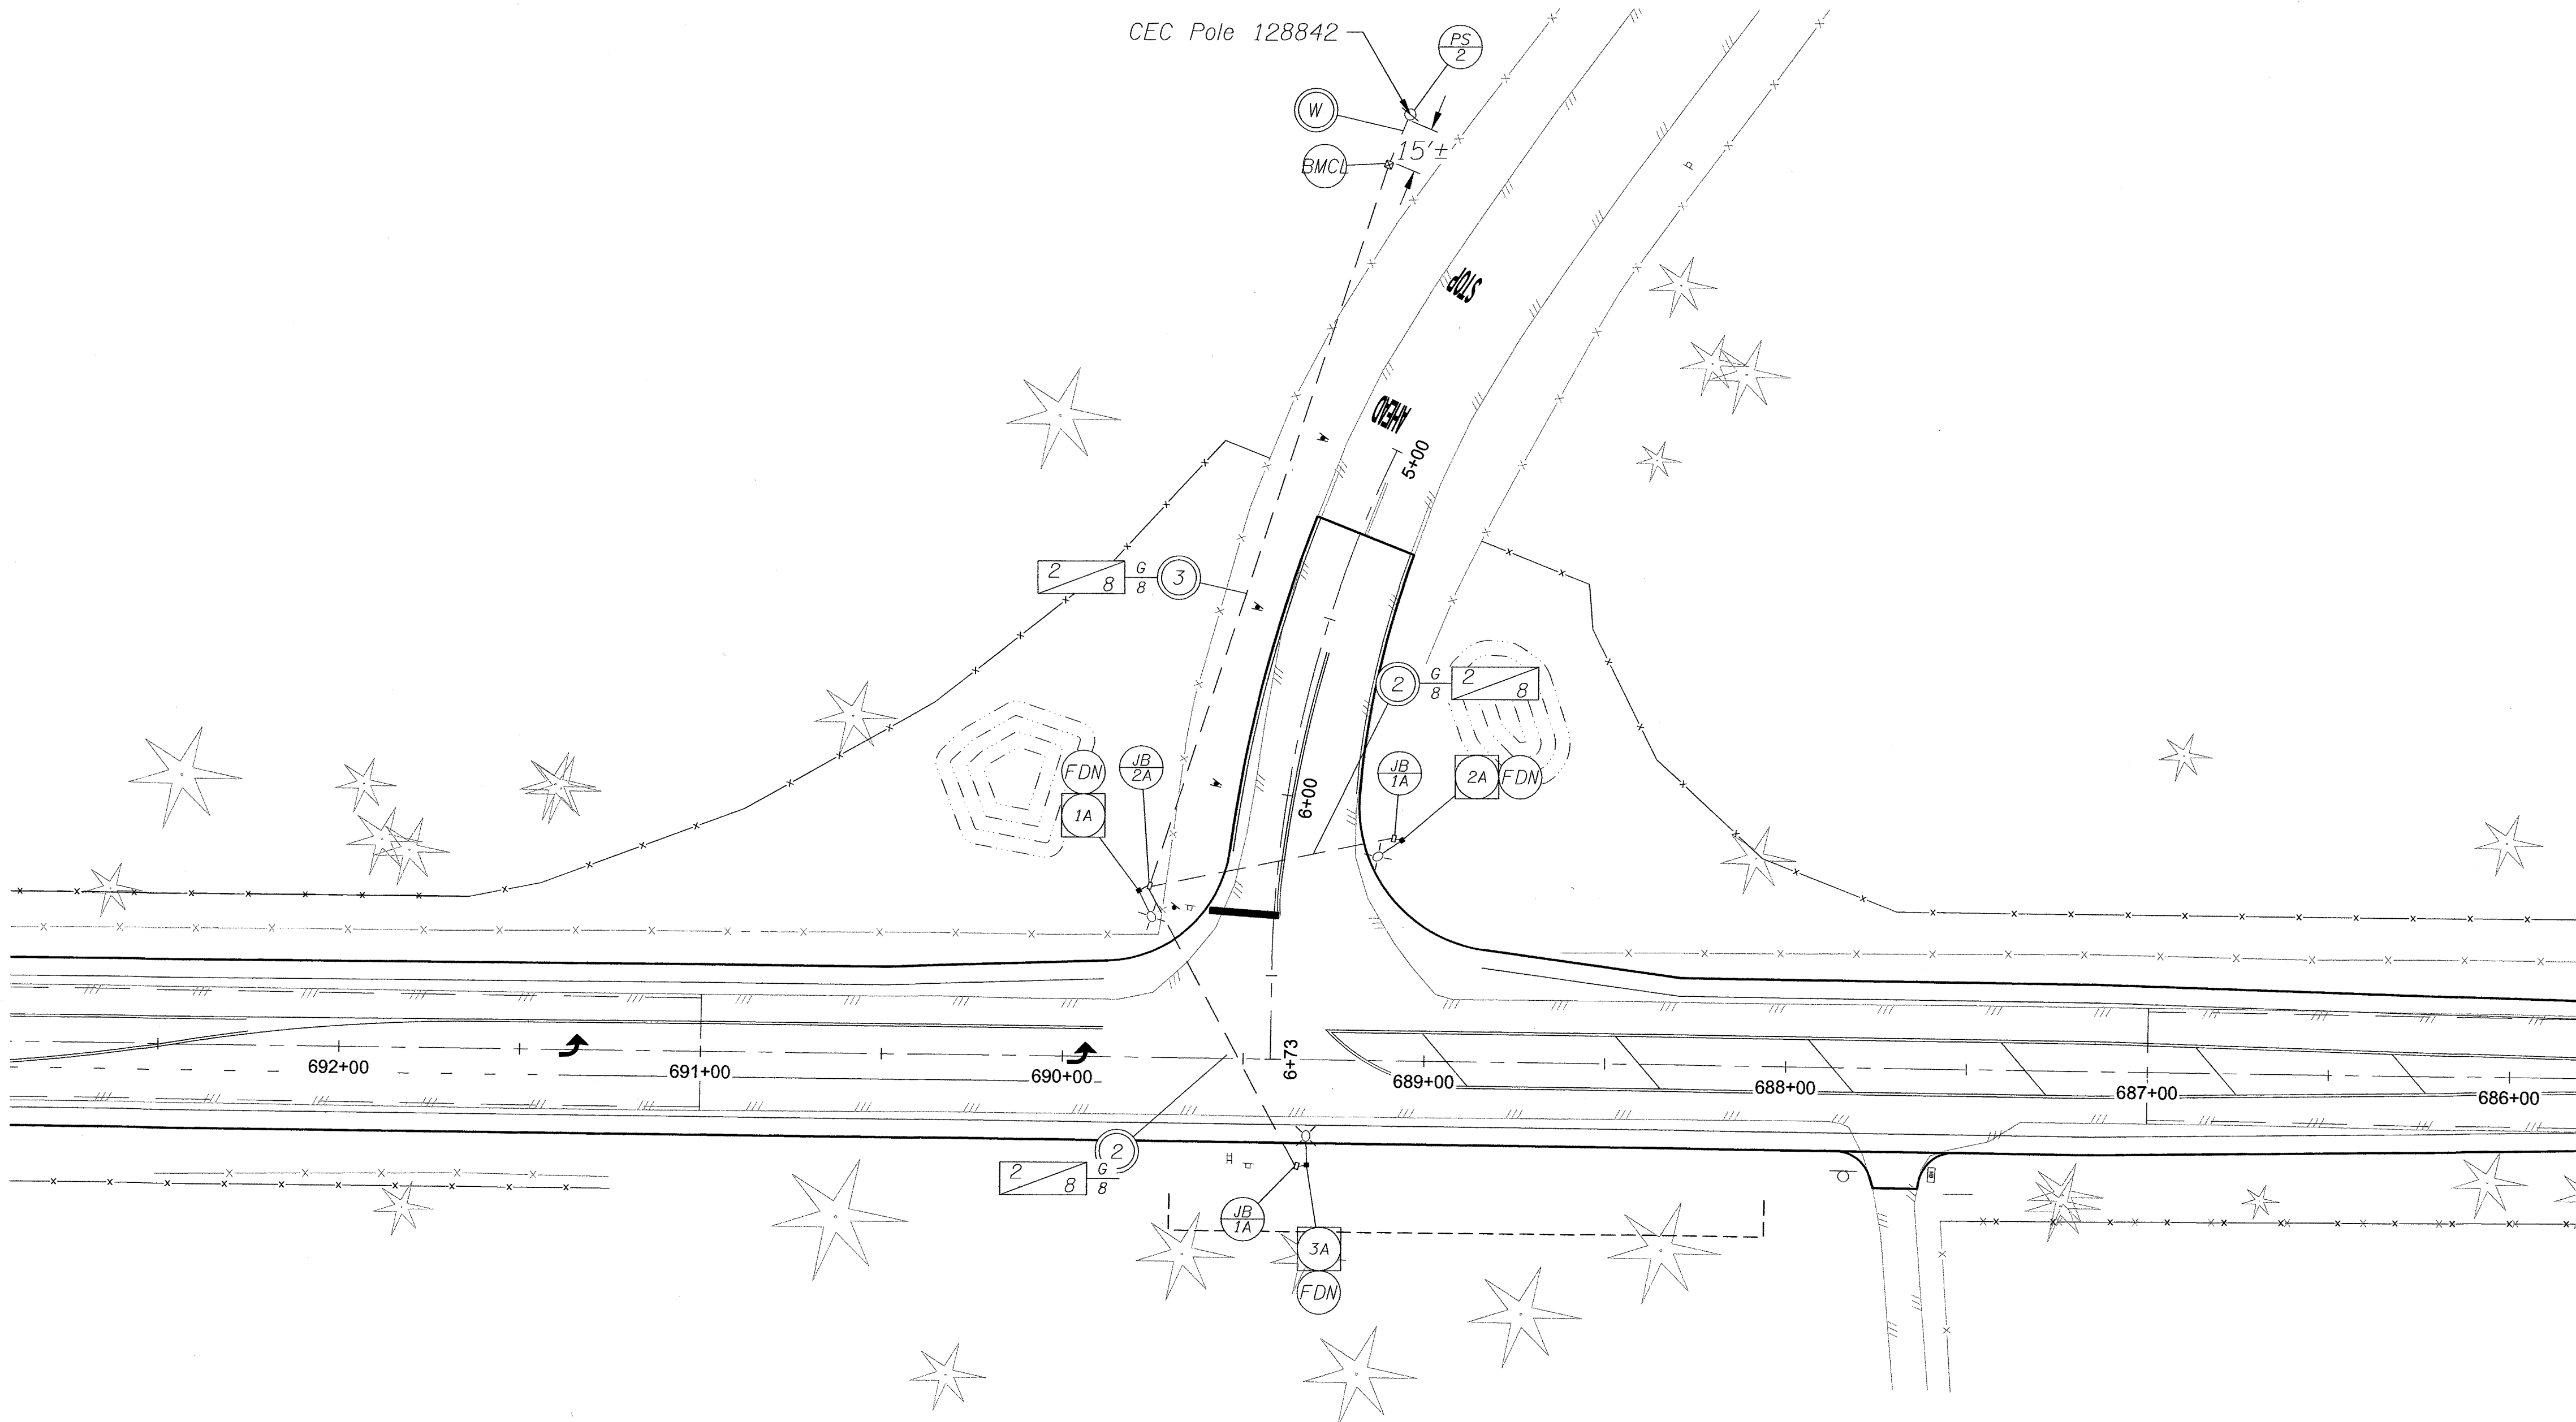 CEC Pole 128842
PS
2
W
BMCL
15'±
STOP
AHEAD
5+00
2
8
G
8
3
2
G
8
2
8
FDN
1A
JB
2A
6+00
JB
1A
2A
FDN
692+00
691+00
690+00
6+73
689+00
688+00
687+00
686+00
2
2
8
G
8
JB
1A
3A
FDN